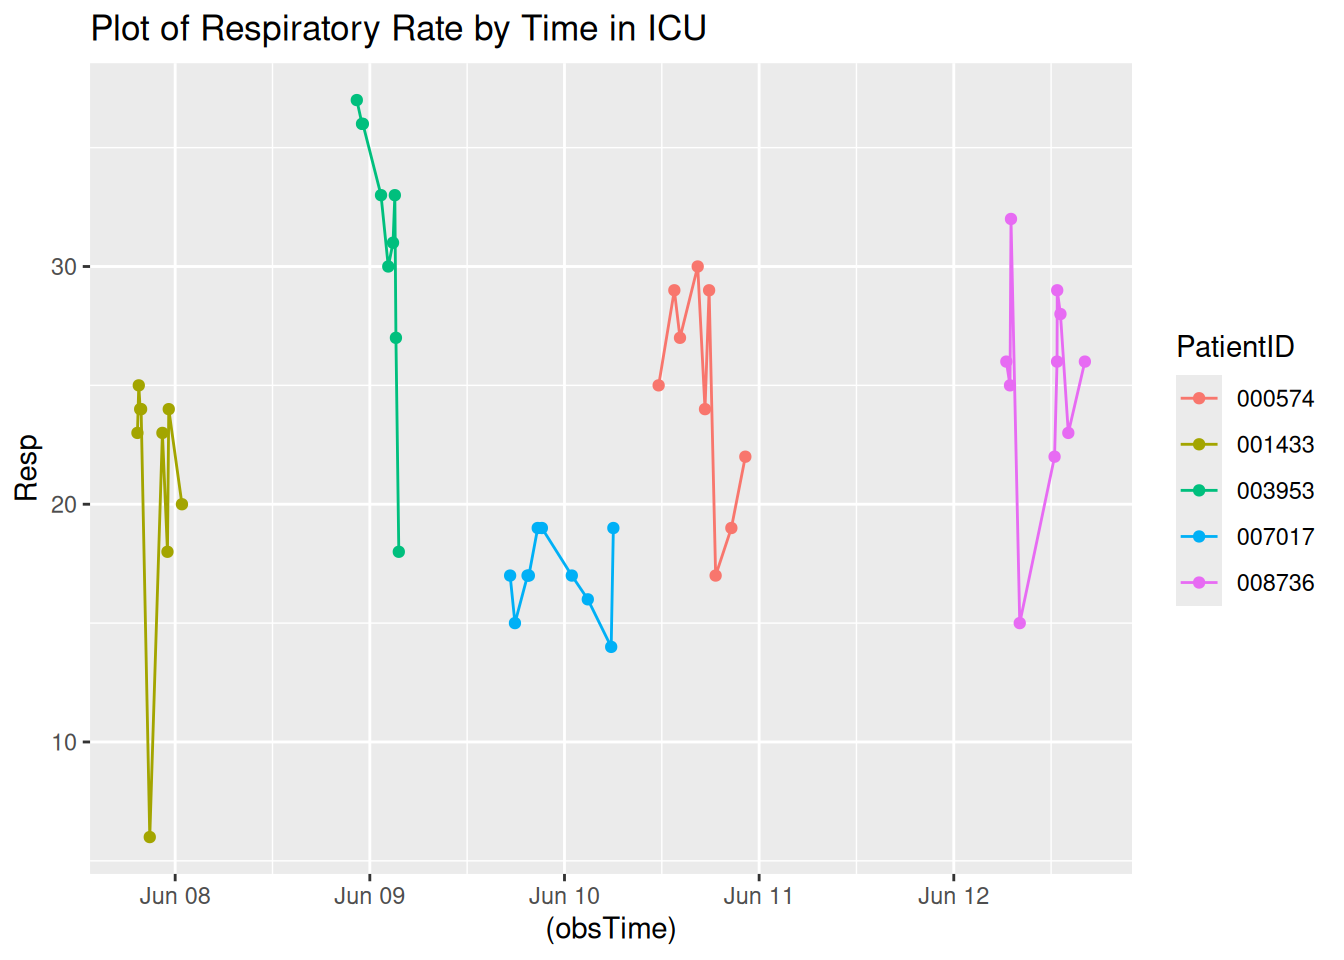 Plot of Respiratory Rate by Time in ICU
Resp
30
20
10
Jun 08
Jun 09
Jun 10
Jun 11
Jun 12
(obsTime)
PatientID
000574
001433
003953
007017
008736